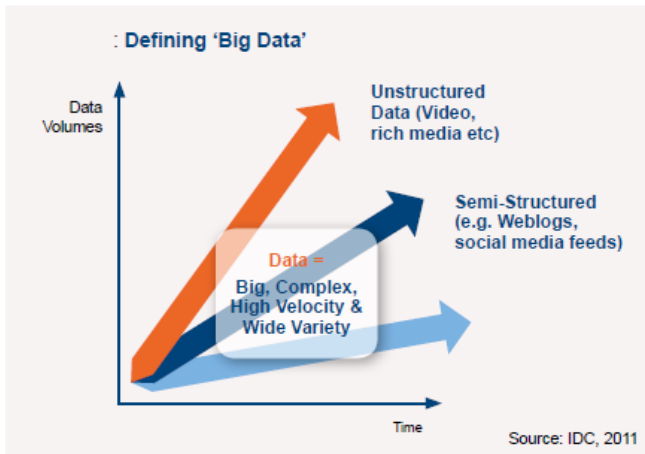 : Defining ‘Big Data’
Data
Volumes
Unstructured
Data (Video,
rich media etc)
Semi-Structured
(e.g. Weblogs,
social media feeds)
Data =
Big, Complex,
High Velocity &
Wide Variety
Time
Source: IDC, 2011